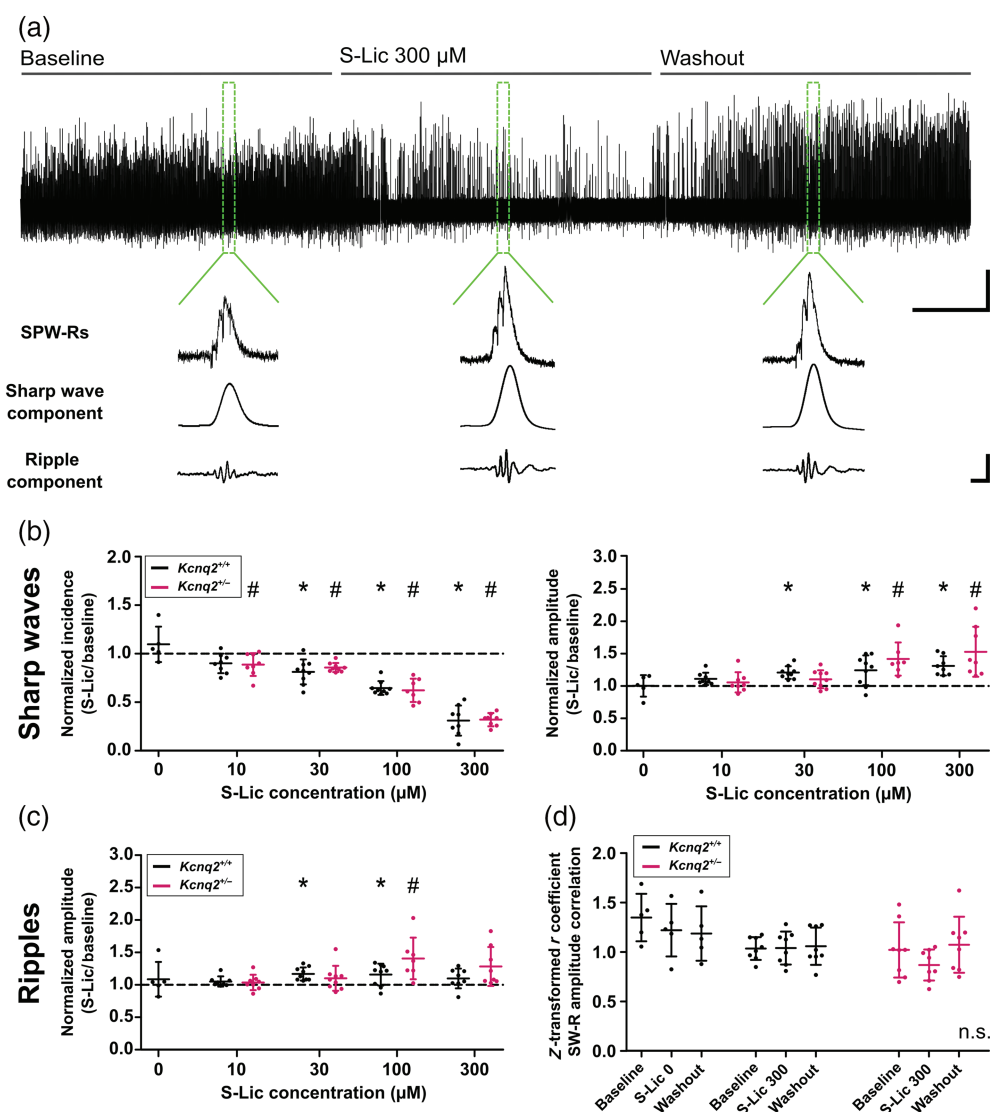 (a)
Baseline
S-Lic 300 µM
Washout
SPW-Rs
Sharp wave
component
Ripple
component
(b)
Sharp waves
Normalized incidence
(S-Lic/ baseline)
2.0
1.5
1.0
0.5
0.0
Kcnq2+/+
Kcnq2+/−
# * # * # * #
0 10 30 100 300
S-Lic concentration (µM)
Normalized amplitude
(S-Lic/ baseline)
3.0
2.5
2.0
1.5
1.0
0.5
0.0
* * # * #
0 10 30 100 300
S-Lic concentration (µM)
(c)
Ripples
Normalized amplitude
(S-Lic/baseline)
3.0
2.5
2.0
1.5
1.0
0.5
0.0
Kcnq2+/+
Kcnq2+/−
* * #
0 10 30 100 300
S-Lic concentration (µM)
(d)
Z-transformed r coefficient
SW-R amplitude correlation
2.0
1.5
1.0
0.5
0.0
Kcnq2+/+
Kcnq2+/−
n.s.
Baseline S-Lic 0 Washout Baseline S-Lic 300 Washout Baseline S-Lic 300 Washout